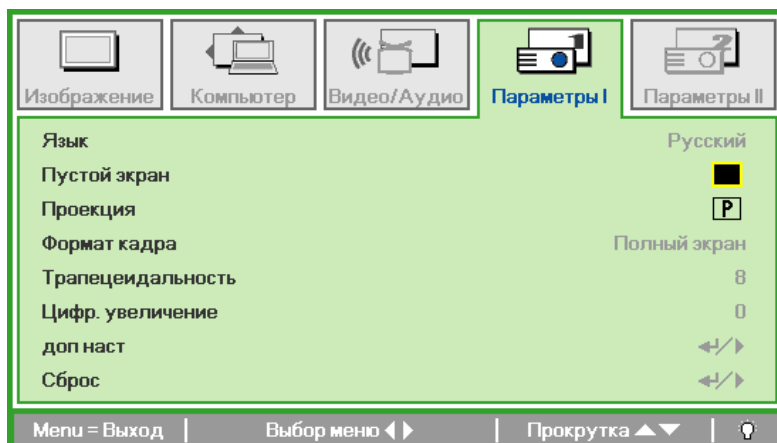 Изображение
Компьютер
Видео/Аудио
Параметры I
Параметры II
Язык Русский
Пустой экран
Проекция P
Формат кадра Полный экран
Трапецеидальность 8
Цифр. увеличение 0
доп наст
Сброс
Menu = Выход Выбор меню Прокрутка